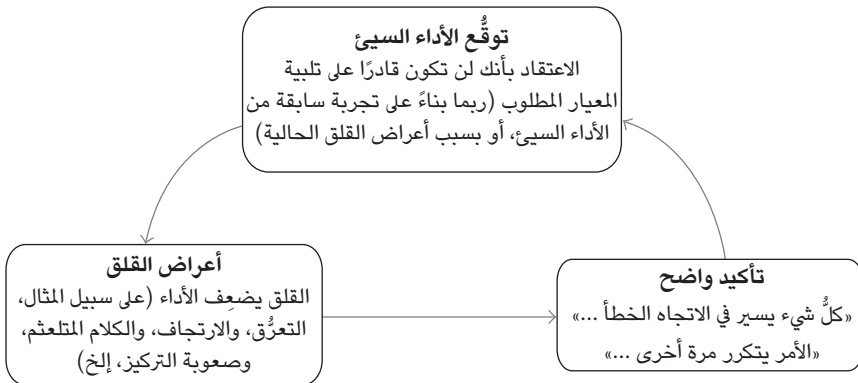 توقُّع الأداء السيئ
الاعتقاد بأنك لن تكون قادرًا على تلبية
المعيار المطلوب (ربما بناءً على تجربة سابقة من
الأداء السيئ، أو بسبب أعراض القلق الحالية)
أعراض القلق
القلق يضعِف الأداء (على سبيل المثال،
التعرُّق، والارتجاف، والكلام المتلعثم،
وصعوبة التركيز، إلخ)
تأكيد واضح
«كلُّ شيء يسير في الاتجاه الخطأ ...»
«الأمر يتكرر مرة أخرى ...»